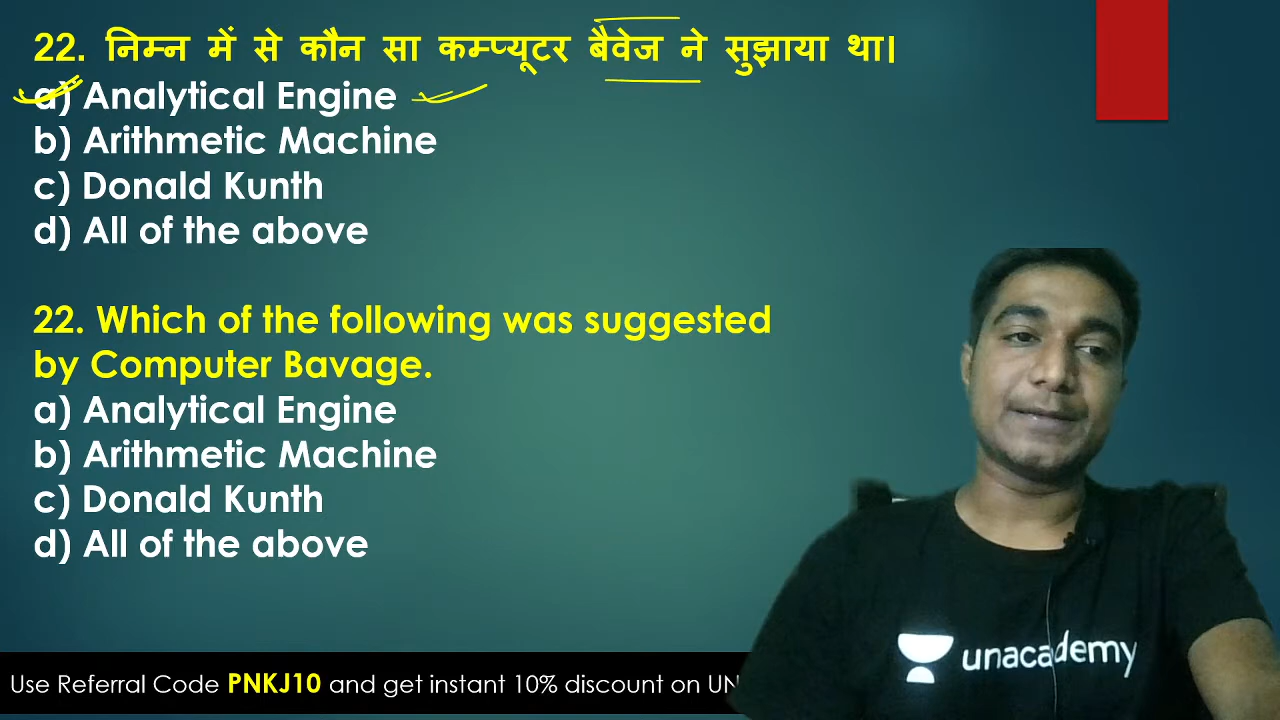 22. निम्न में से कौन सा कम्प्यूटर बैवेज ने सुझाया था।
a) Analytical Engine
b) Arithmetic Machine
c) Donald Kunth
d) All of the above
22. Which of the following was suggested
by Computer Bavage.
a) Analytical Engine
b) Arithmetic Machine
c) Donald Kunth
d) All of the above
unacademy
Use Referral Code PNKJ10 and get instant 10% discount on UN